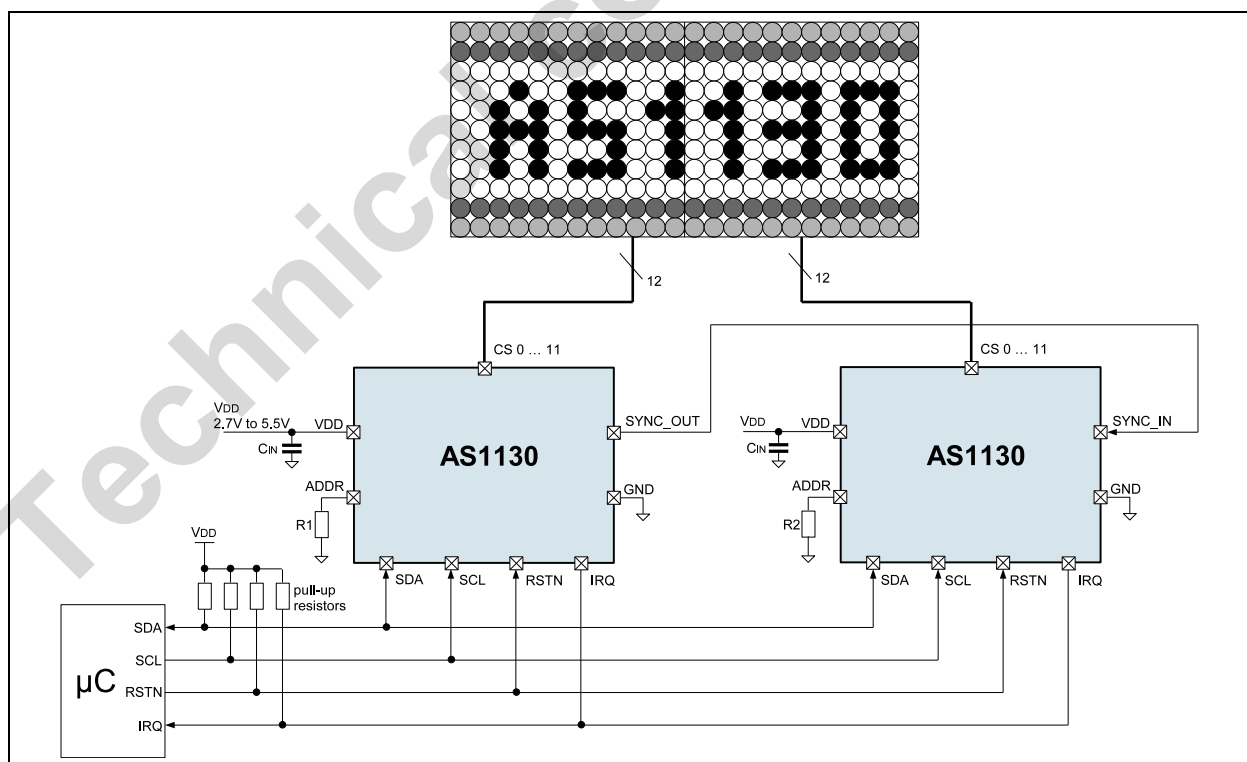 AS1130
12
12
CS 0 ... 11
CS 0 ... 11
VDD
2.7V to 5.5V
VDD
CIN
ADDR
R1
AS1130
SYNC_OUT
GND
SDA
SCL
RSTN
IRQ
VDD
VDD
CIN
ADDR
R2
AS1130
SYNC_IN
GND
SDA
SCL
RSTN
IRQ
VDD
pull-up
resistors
µC
SDA
SCL
RSTN
IRQ
Technical